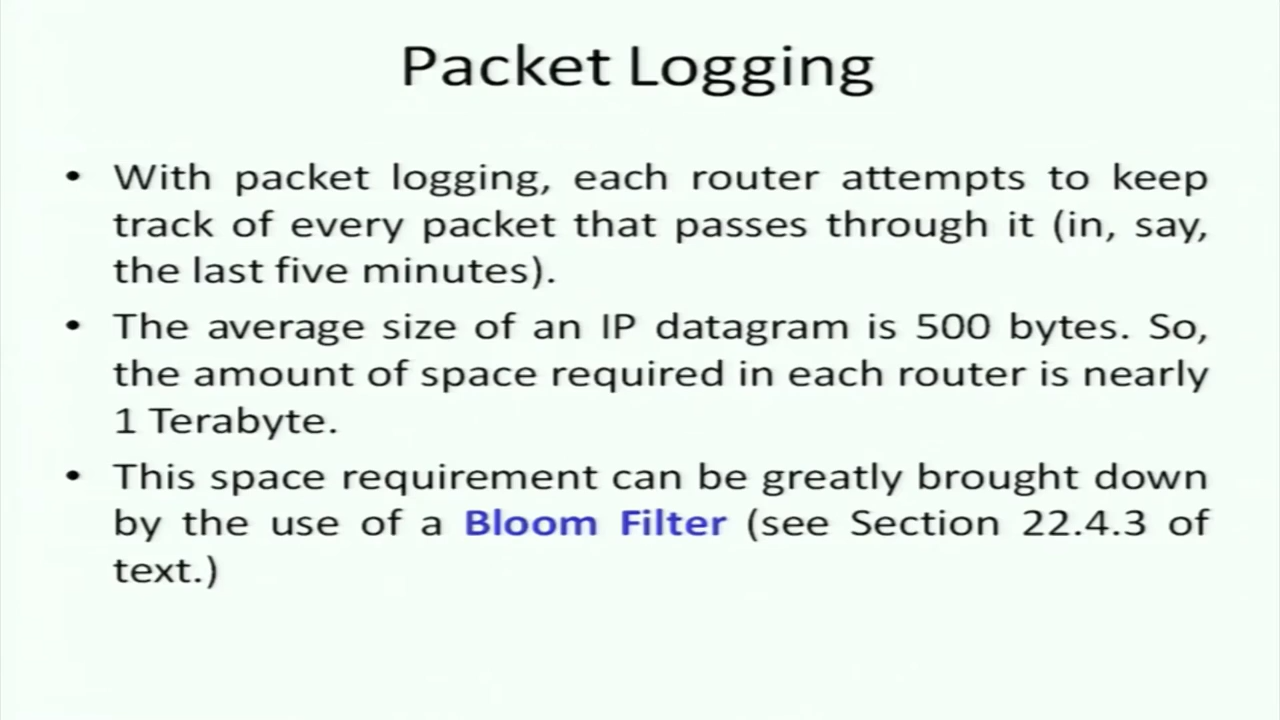 Packet Logging
• With packet logging, each router attempts to keep
track of every packet that passes through it (in, say,
the last five minutes).
• The average size of an IP datagram is 500 bytes. So,
the amount of space required in each router is nearly
1 Terabyte.
• This space requirement can be greatly brought down
by the use of a Bloom Filter (see Section 22.4.3 of
text.)